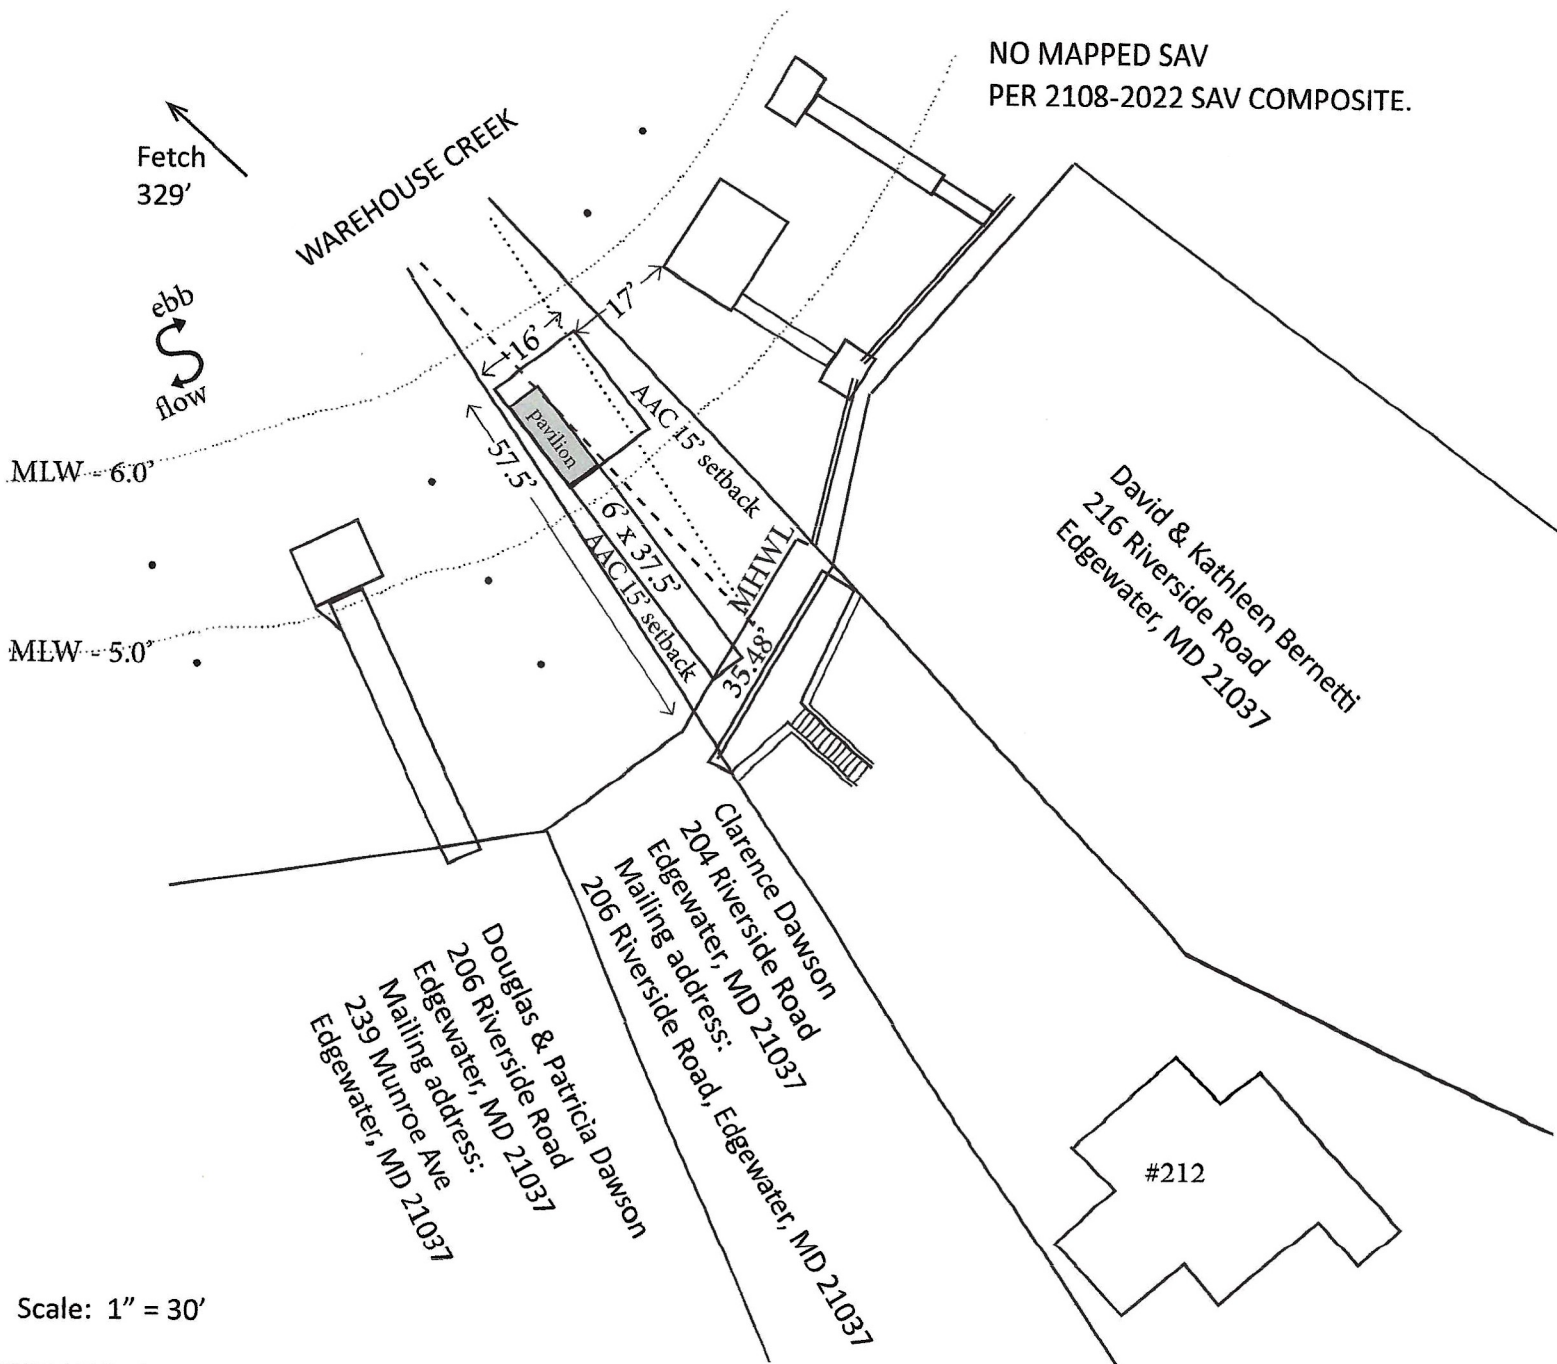 NO MAPPED SAV
PER 2108-2022 SAV COMPOSITE.
Fetch
329'
WAREHOUSE CREEK
ebb
flow
17'
16'
AAC 15' setback
pavilion
57.5'
MLW - 6.0'
6' x 37.5'
AAC 15' setback
MHWL
35.48'
MLW - 5.0'
David & Kathleen Bernetti
216 Riverside Road
Edgewater, MD 21037
Clarence Dawson
204 Riverside Road
Edgewater, MD 21037
Mailing address:
206 Riverside Road, Edgewater, MD 21037
Douglas & Patricia Dawson
206 Riverside Road
Edgewater, MD 21037
Mailing address:
239 Munroe Ave
Edgewater, MD 21037
#212
Scale: 1" = 30'